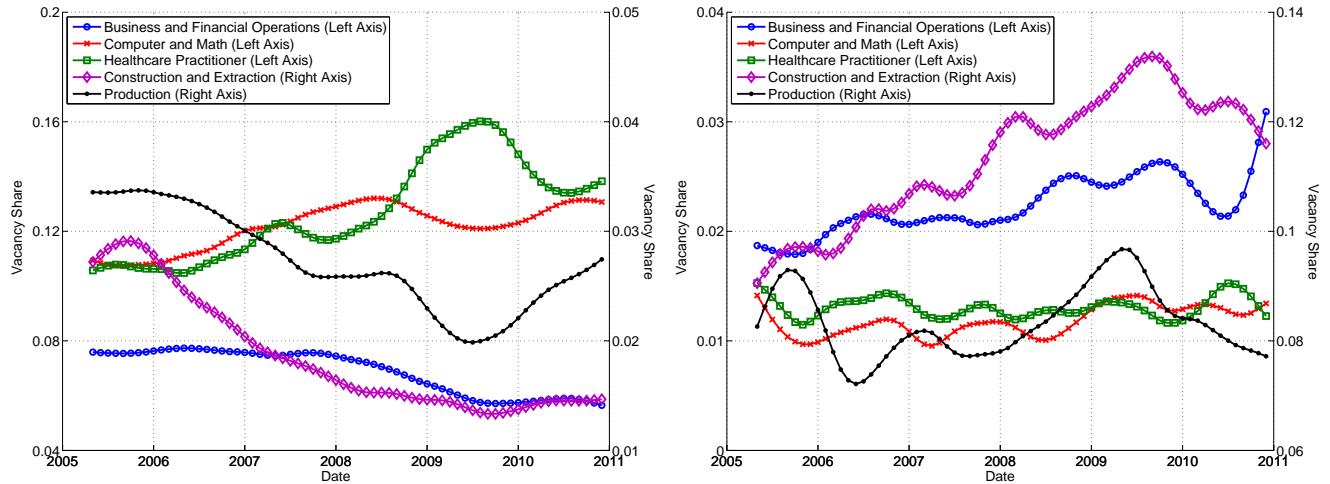 0.2
0.16
0.12
0.08
0.04
Vacancy Share
Business and Financial Operations (Left Axis)
Computer and Math (Left Axis)
Healthcare Practitioner (Left Axis)
Construction and Extraction (Right Axis)
Production (Right Axis)
0.05
0.04
0.03
0.02
0.01
Vacancy Share
2005 2006 2007 2008 2009 2010 2011
Date
0.04
0.03
0.02
0.01
0
Vacancy Share
Business and Financial Operations (Left Axis)
Computer and Math (Left Axis)
Healthcare Practitioner (Left Axis)
Construction and Extraction (Right Axis)
Production (Right Axis)
0.14
0.12
0.1
0.08
0.06
Vacancy Share
2005 2006 2007 2008 2009 2010 2011
Date